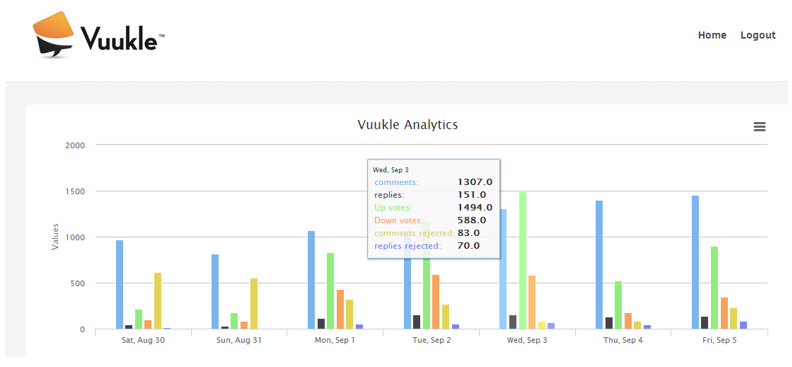 Vuukle™
Home Logout
Vuukle Analytics
Values
2000
1500
1000
500
0
Wed, Sep 3
comments: 1307.0
replies: 151.0
Up votes: 1494.0
Down votes: 588.0
comments rejected: 83.0
replies rejected: 70.0
Sat, Aug 30 Sun, Aug 31 Mon, Sep 1 Tue, Sep 2 Wed, Sep 3 Thu, Sep 4 Fri, Sep 5